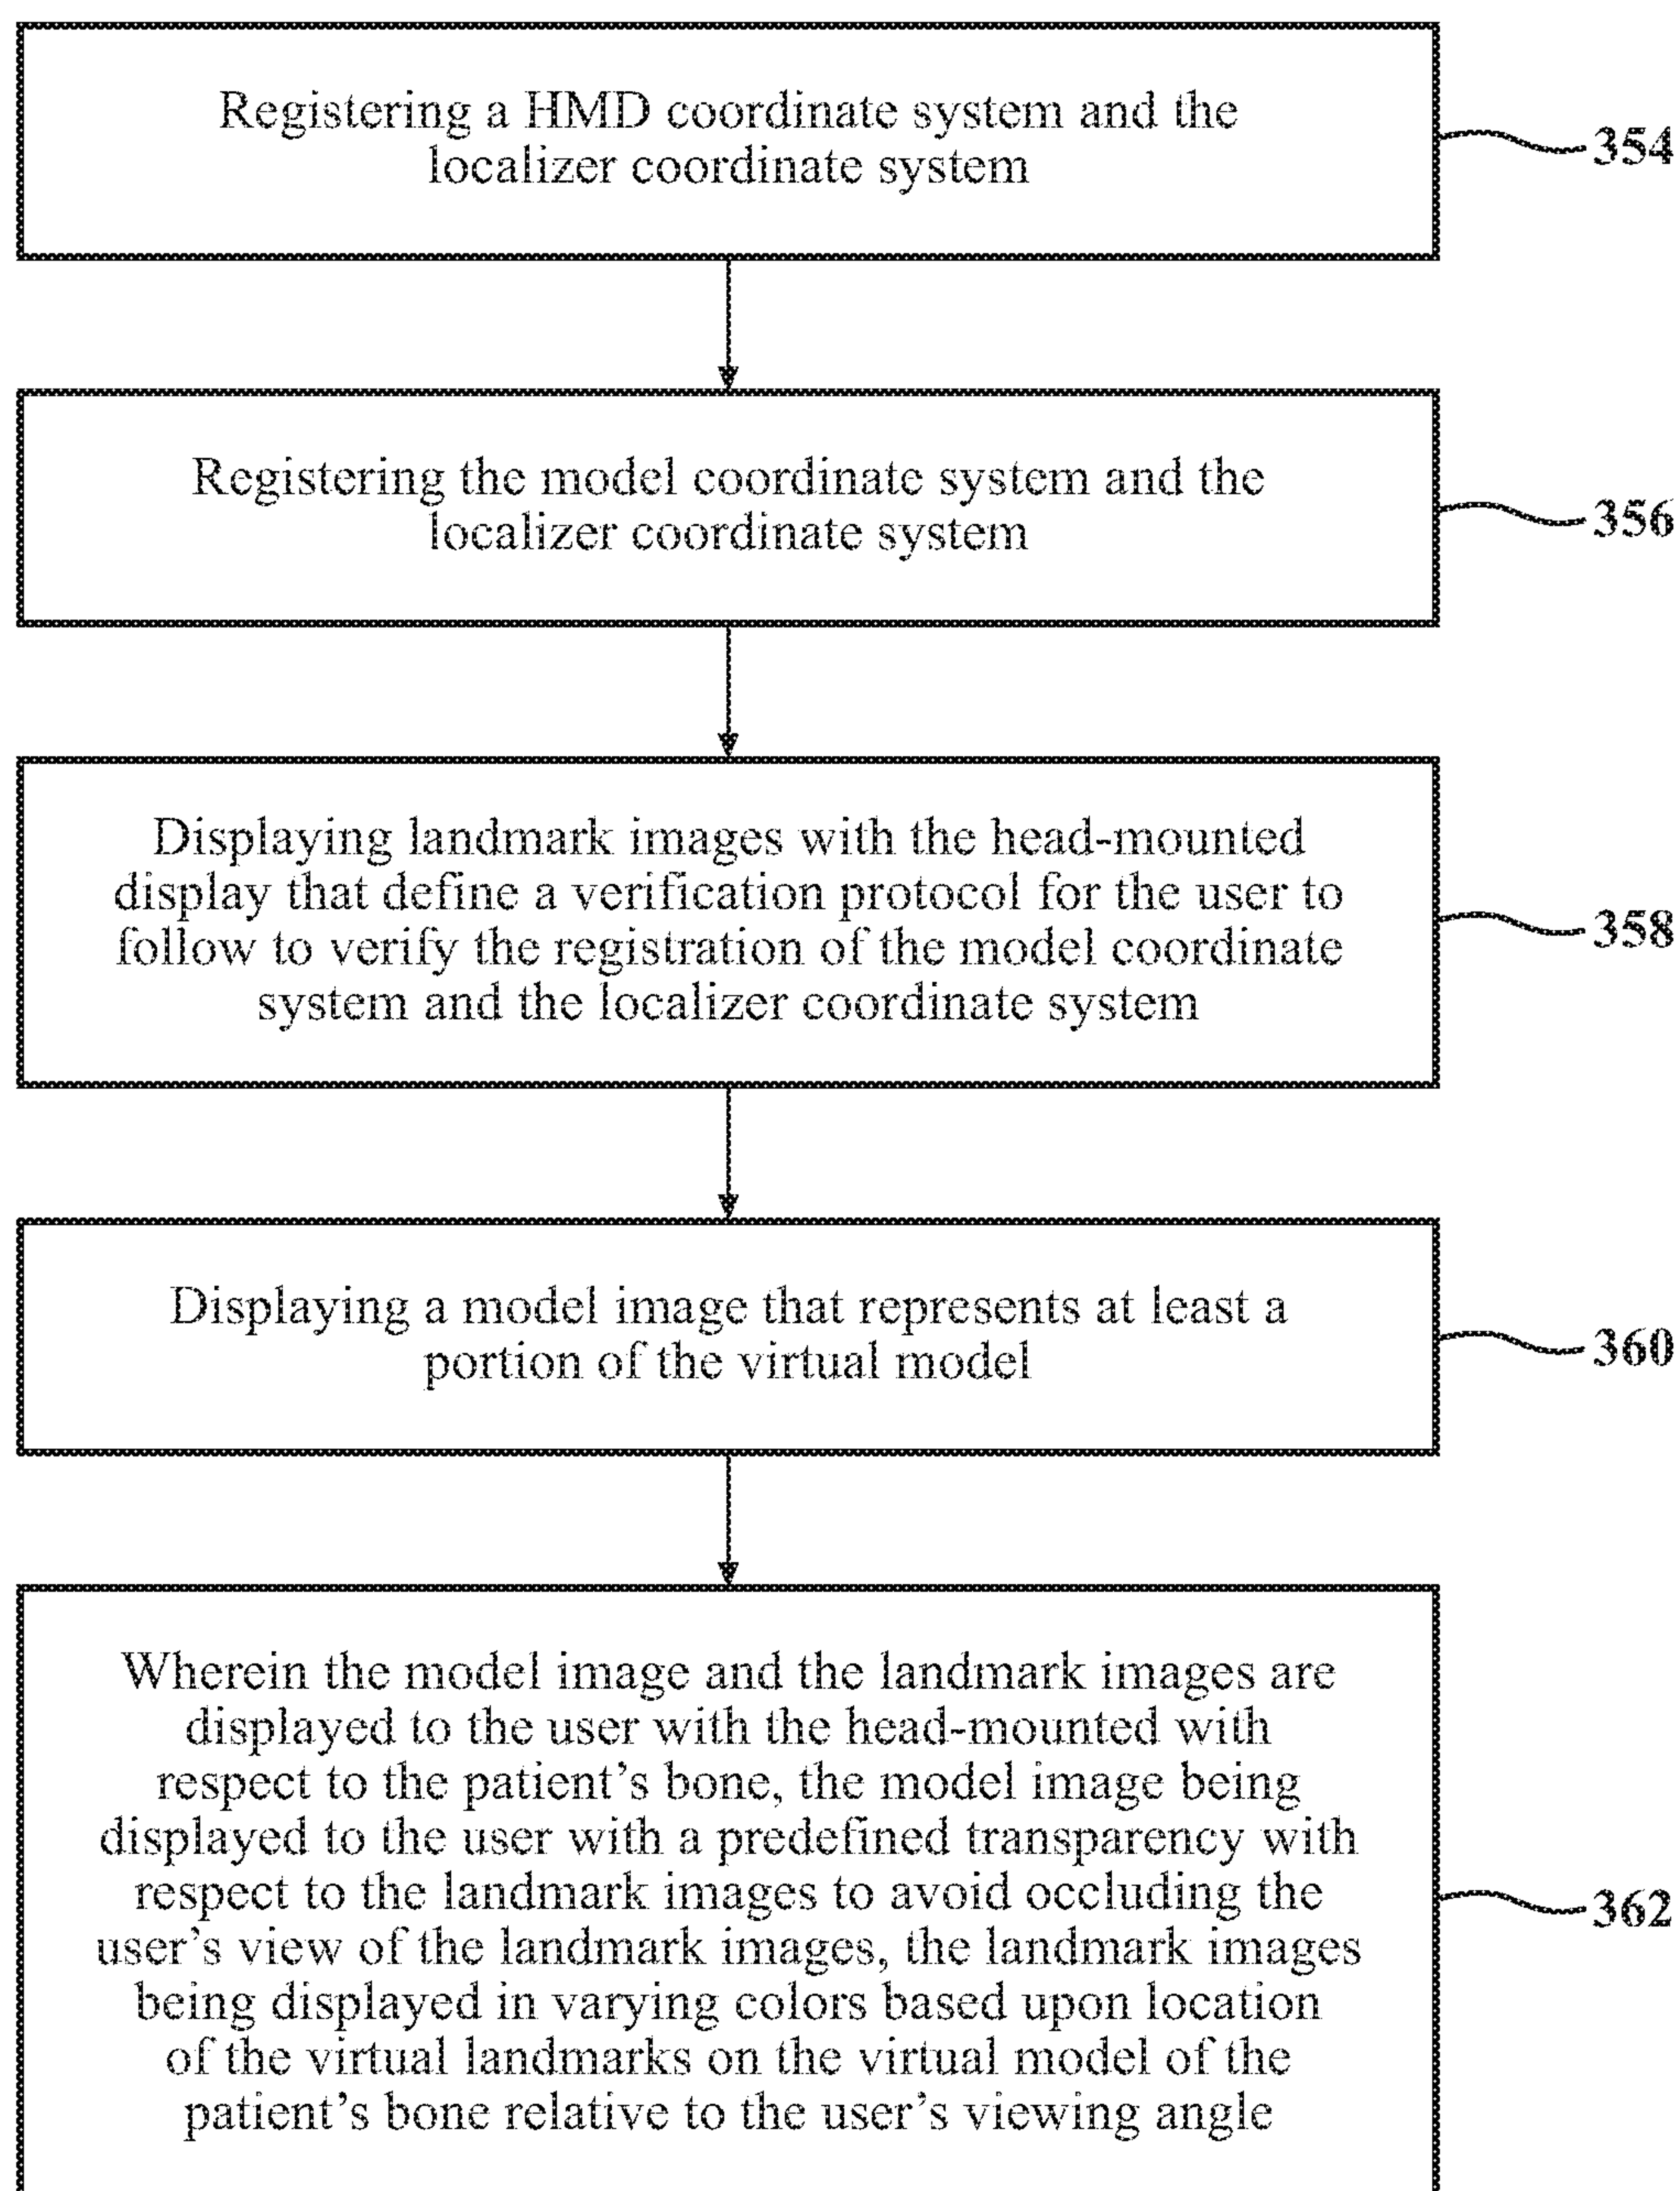 Registering a HMD coordinate system and the
localizer coordinate system
354
Registering the model coordinate system and the
localizer coordinate system
356
Displaying landmark images with the head-mounted
display that define a verification protocol for the user to
follow to verify the registration of the model coordinate
system and the localizer coordinate system
358
Displaying a model image that represents at least a
portion of the virtual model
360
Wherein the model image and the landmark images are
displayed to the user with the head-mounted with
respect to the patient's bone, the model image being
displayed to the user with a predefined transparency with
respect to the landmark images to avoid occluding the
user's view of the landmark images, the landmark images
being displayed in varying colors based upon location
of the virtual landmarks on the virtual model of the
patient's bone relative to the user's viewing angle
362